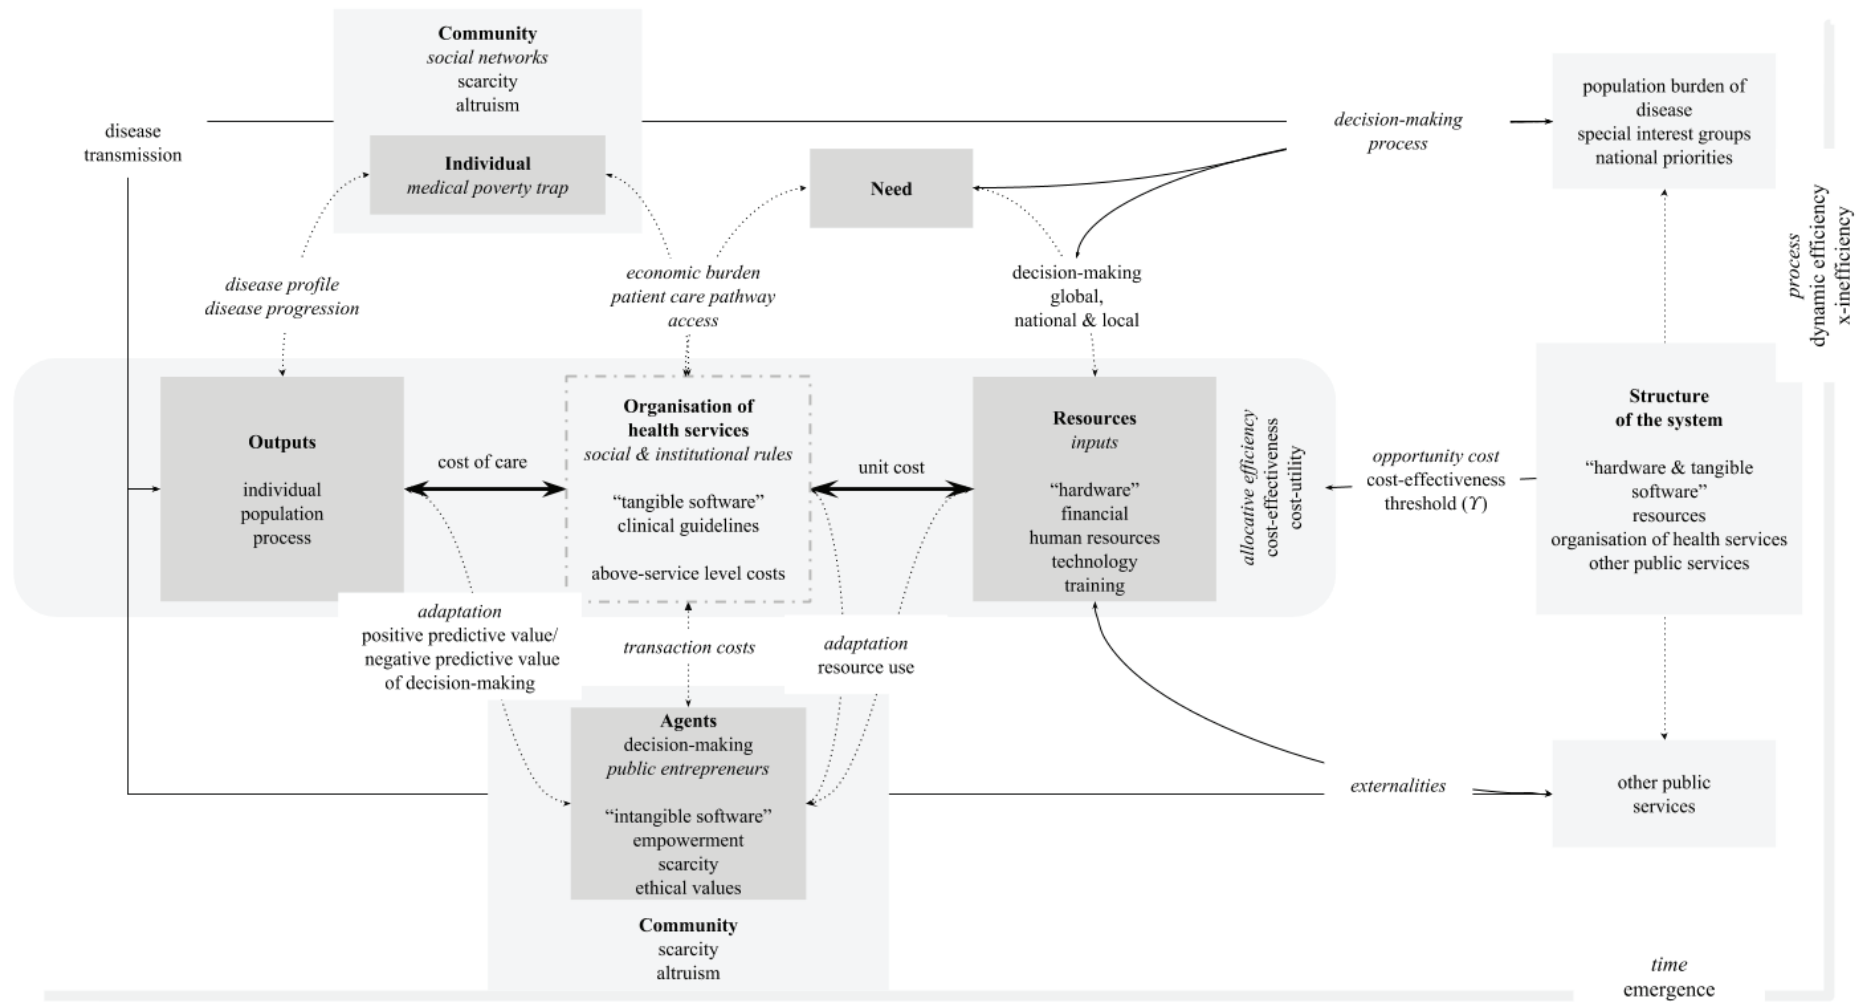 Community
social networks
scarcity
altruism
disease
transmission
Individual
medical poverty trap
Need
decision-making
process
population burden of
disease
special interest groups
national priorities
disease profile
disease progression
economic burden
patient care pathway
access
decision-making
global,
national & local
process
dynamic efficiency
x-inefficiency
Outputs
individual
population
process
cost of care
Organisation of
health services
social & institutional rules
“tangible software”
clinical guidelines
above-service level costs
unit cost
Resources
inputs
“hardware”
financial
human resources
technology
training
allocative efficiency
cost-effectiveness
cost-utility
opportunity cost
cost-effectiveness
threshold (ϒ)
Structure
of the system
“hardware & tangible
software”
resources
organisation of health services
other public services
adaptation
positive predictive value/
negative predictive value
of decision-making
transaction costs
adaptation
resource use
Agents
decision-making
public entrepreneurs
“intangible software”
empowerment
scarcity
ethical values
Community
scarcity
altruism
externalities
other public
services
time
emergence